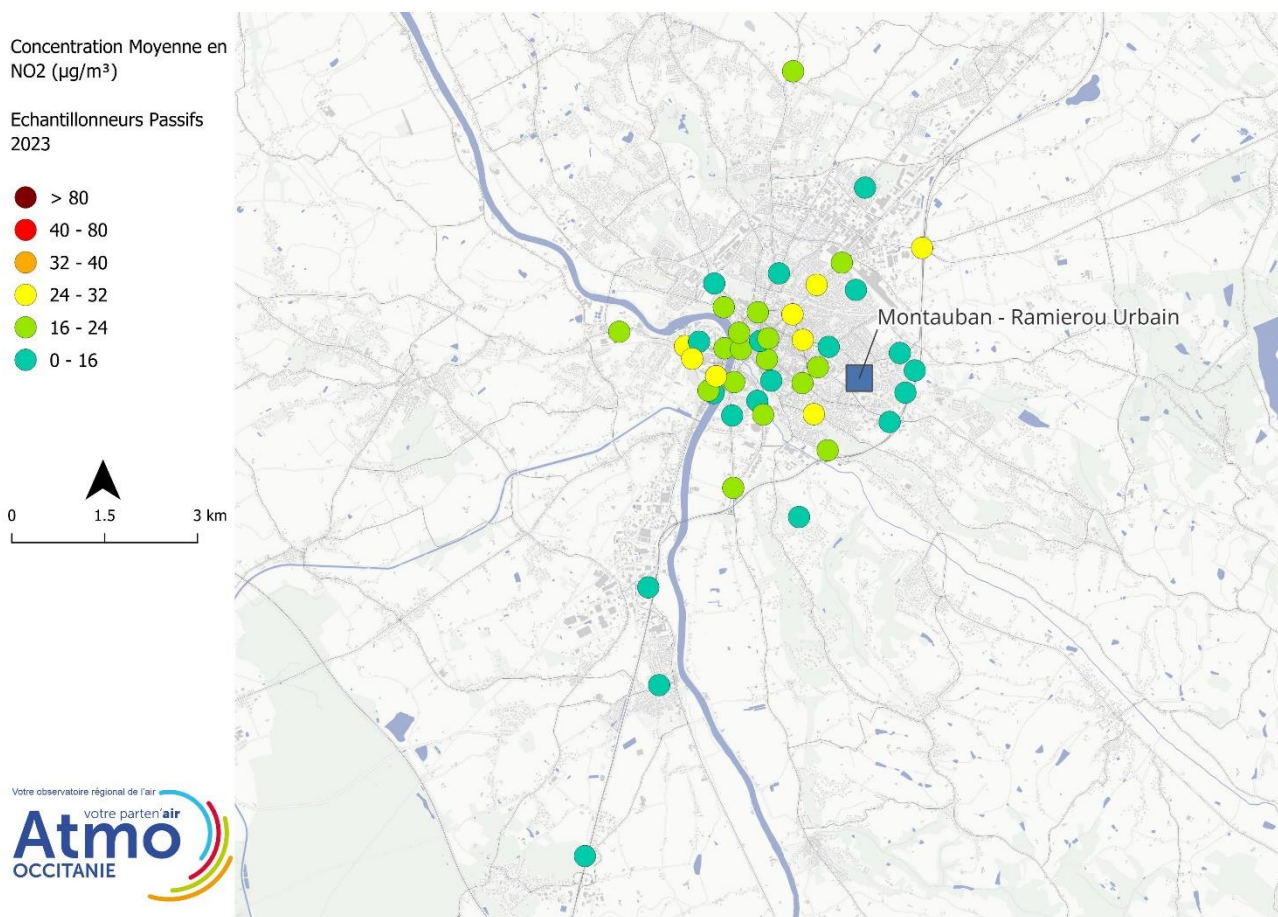 Concentration Moyenne en
NO2 (µg/m³)
Echantillonneurs Passifs
2023
> 80
40 - 80
32 - 40
24 - 32
16 - 24
0 - 16
0 1.5 3 km
Montauban - Ramierou Urbain
Votre observatoire régional de l'air
votre parten'air
Atmo
OCCITANIE